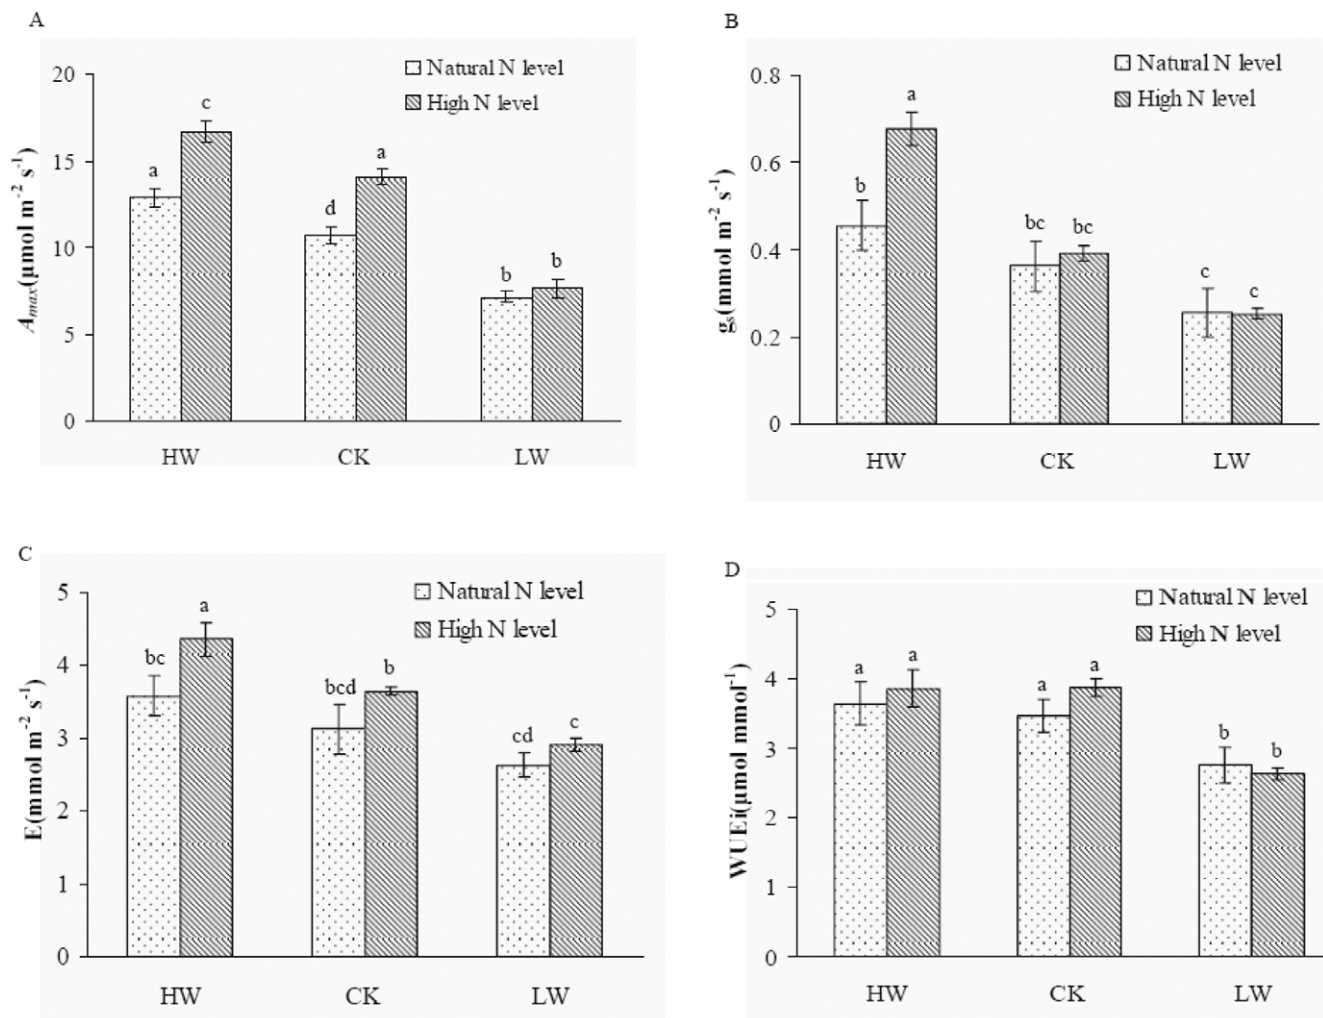 A
Natural N level
High N level
A_max(μmol m⁻² s⁻¹)
20
15
10
5
0
a
c
d
a
b
b
HW
CK
LW
B
Natural N level
High N level
g_s(mmol m⁻² s⁻¹)
0.8
0.6
0.4
0.2
0
b
a
bc
bc
c
c
HW
CK
LW
C
Natural N level
High N level
E(mmol m⁻² s⁻¹)
5
4
3
2
1
0
bc
a
bcd
b
cd
c
HW
CK
LW
D
Natural N level
High N level
WUEi(μmol mmol⁻¹)
5
4
3
2
1
0
a
a
a
a
b
b
HW
CK
LW